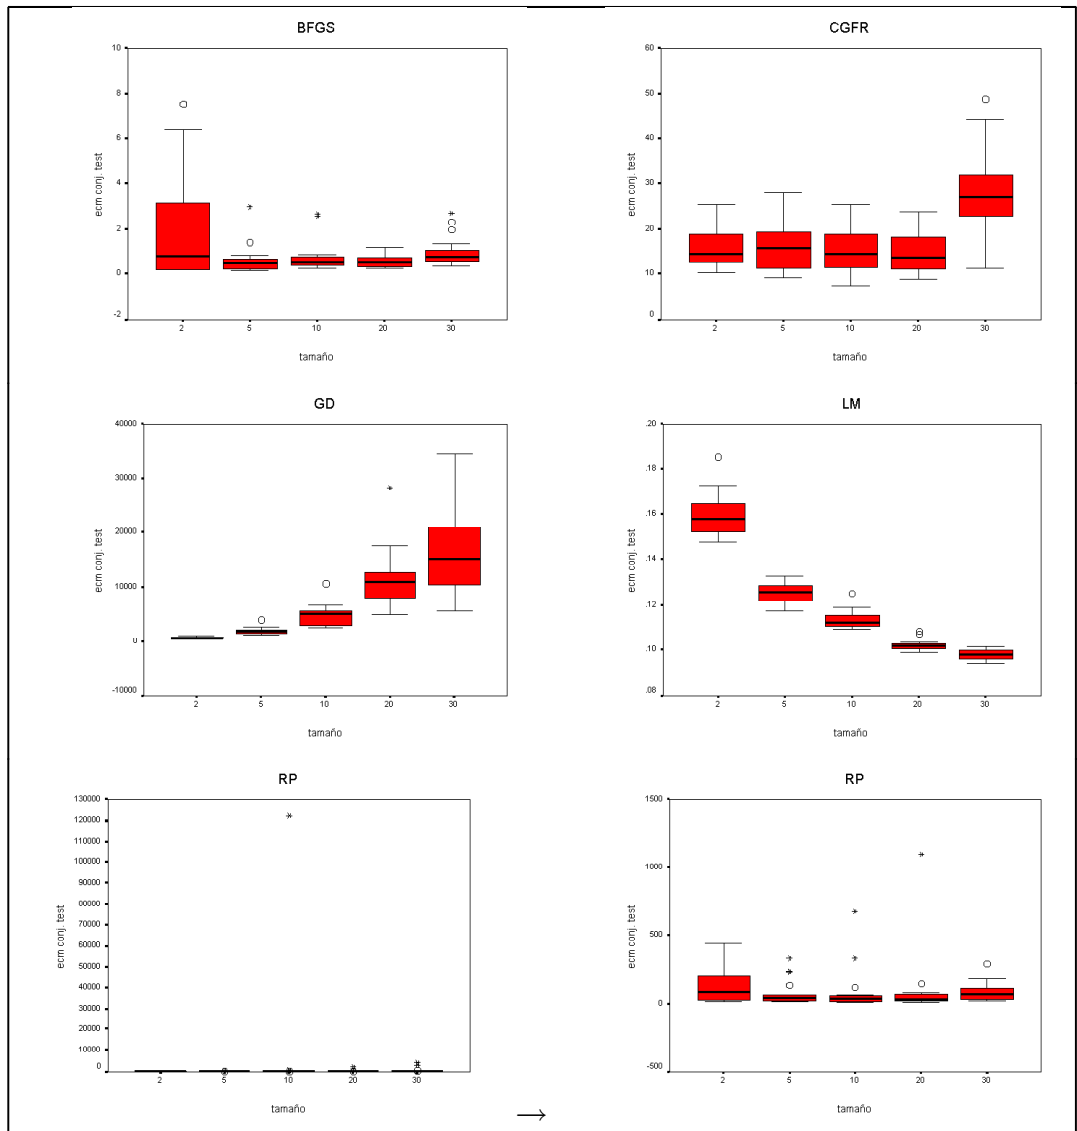 BFGS
10
8
6
4
2
0
-2
ecm conj. test
2 5 10 20 30
tamaño
CGFR
60
50
40
30
20
10
0
ecm conj. test
2 5 10 20 30
tamaño
GD
40000
30000
20000
10000
0
-10000
ecm conj. test
2 5 10 20 30
tamaño
LM
.20
.18
.16
.14
.12
.10
.08
ecm conj. test
2 5 10 20 30
tamaño
RP
130000
120000
110000
100000
90000
80000
70000
60000
50000
40000
30000
20000
10000
0
ecm conj. test
2 5 10 20 30
tamaño
→
RP
1500
1000
500
0
-500
ecm conj. test
2 5 10 20 30
tamaño